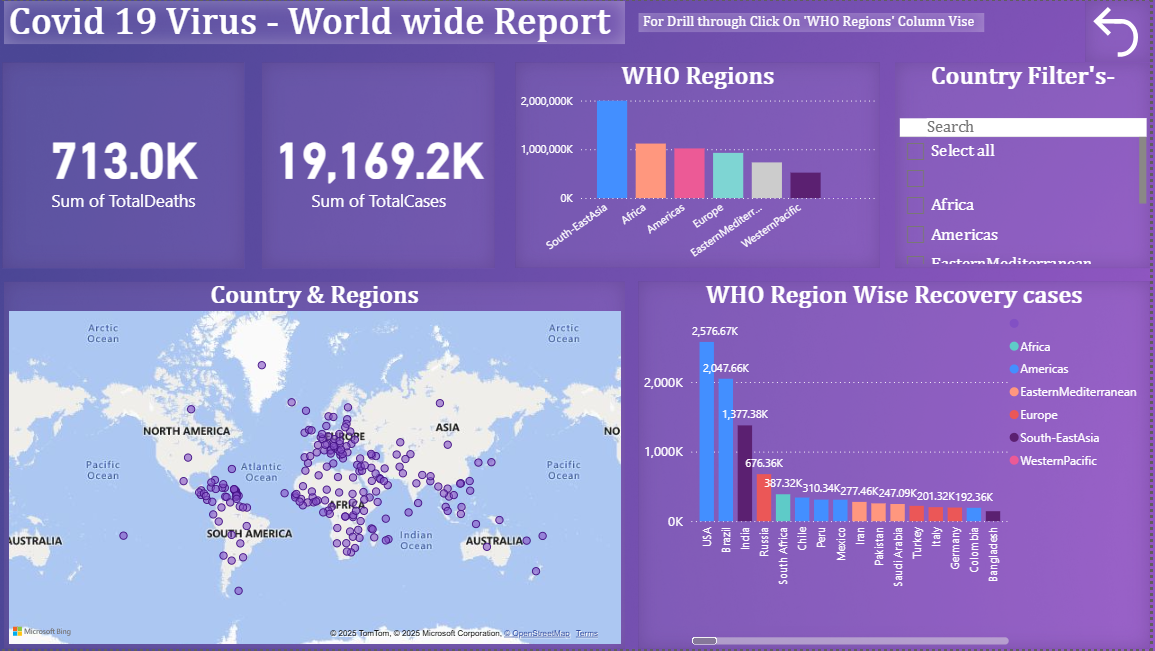 Covid 19 Virus - World wide Report
For Drill through Click On 'WHO Regions' Column Vise
713.0K
Sum of TotalDeaths
19,169.2K
Sum of TotalCases
WHO Regions
2,000,000K
1,000,000K
0K
South-EastAsia
Africa
Americas
Europe
EasternMediterr...
WesternPacific
Country Filter's-
Search
Select all
Africa
Americas
EasternMediterranean
Country & Regions
Arctic
Ocean
Arctic
Ocean
NORTH AMERICA
EUROPE
ASIA
NO
Pacific
Ocean
Atlantic
Ocean
Pacific
Ocean
AFRICA
AUSTRALIA
SOUTH AMERICA
Indian
Ocean
AUSTRALIA
Microsoft Bing
© 2025 TomTom, © 2025 Microsoft Corporation, © OpenStreetMap Terms
WHO Region Wise Recovery cases
2,576.67K
2,047.66K
1,377.38K
676.36K
387.32K
310.34K
277.46K
247.09K
201.32K
192.36K
2,000K
1,000K
0K
USA
Brazil
India
Russia
South Africa
Chile
Peru
Mexico
Iran
Pakistan
Saudi Arabia
Turkey
Italy
Germany
Colombia
Bangladesh
Africa
Americas
EasternMediterranean
Europe
South-EastAsia
WesternPacific